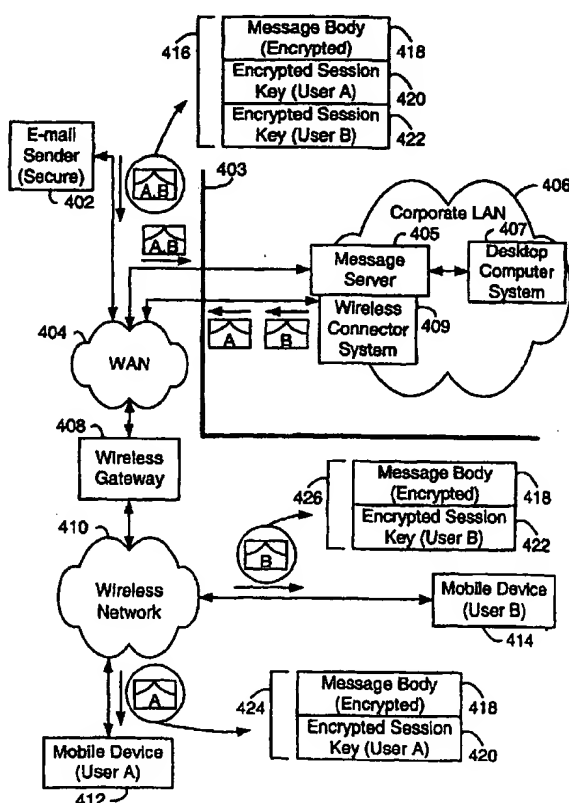 416
Message Body
(Encrypted)
418
Encrypted Session
Key (User A)
420
Encrypted Session
Key (User B)
422
E-mail
Sender
(Secure)
402
A,B
403
A,B
406
Corporate LAN
405
407
Message
Server
Desktop
Computer
System
Wireless
Connector
System
409
A
B
404
WAN
408
Wireless
Gateway
426
Message Body
(Encrypted)
418
Encrypted Session
Key (User B)
422
410
B
Wireless
Network
Mobile Device
(User B)
414
A
424
Message Body
(Encrypted)
418
Encrypted Session
Key (User A)
420
Mobile Device
(User A)
412